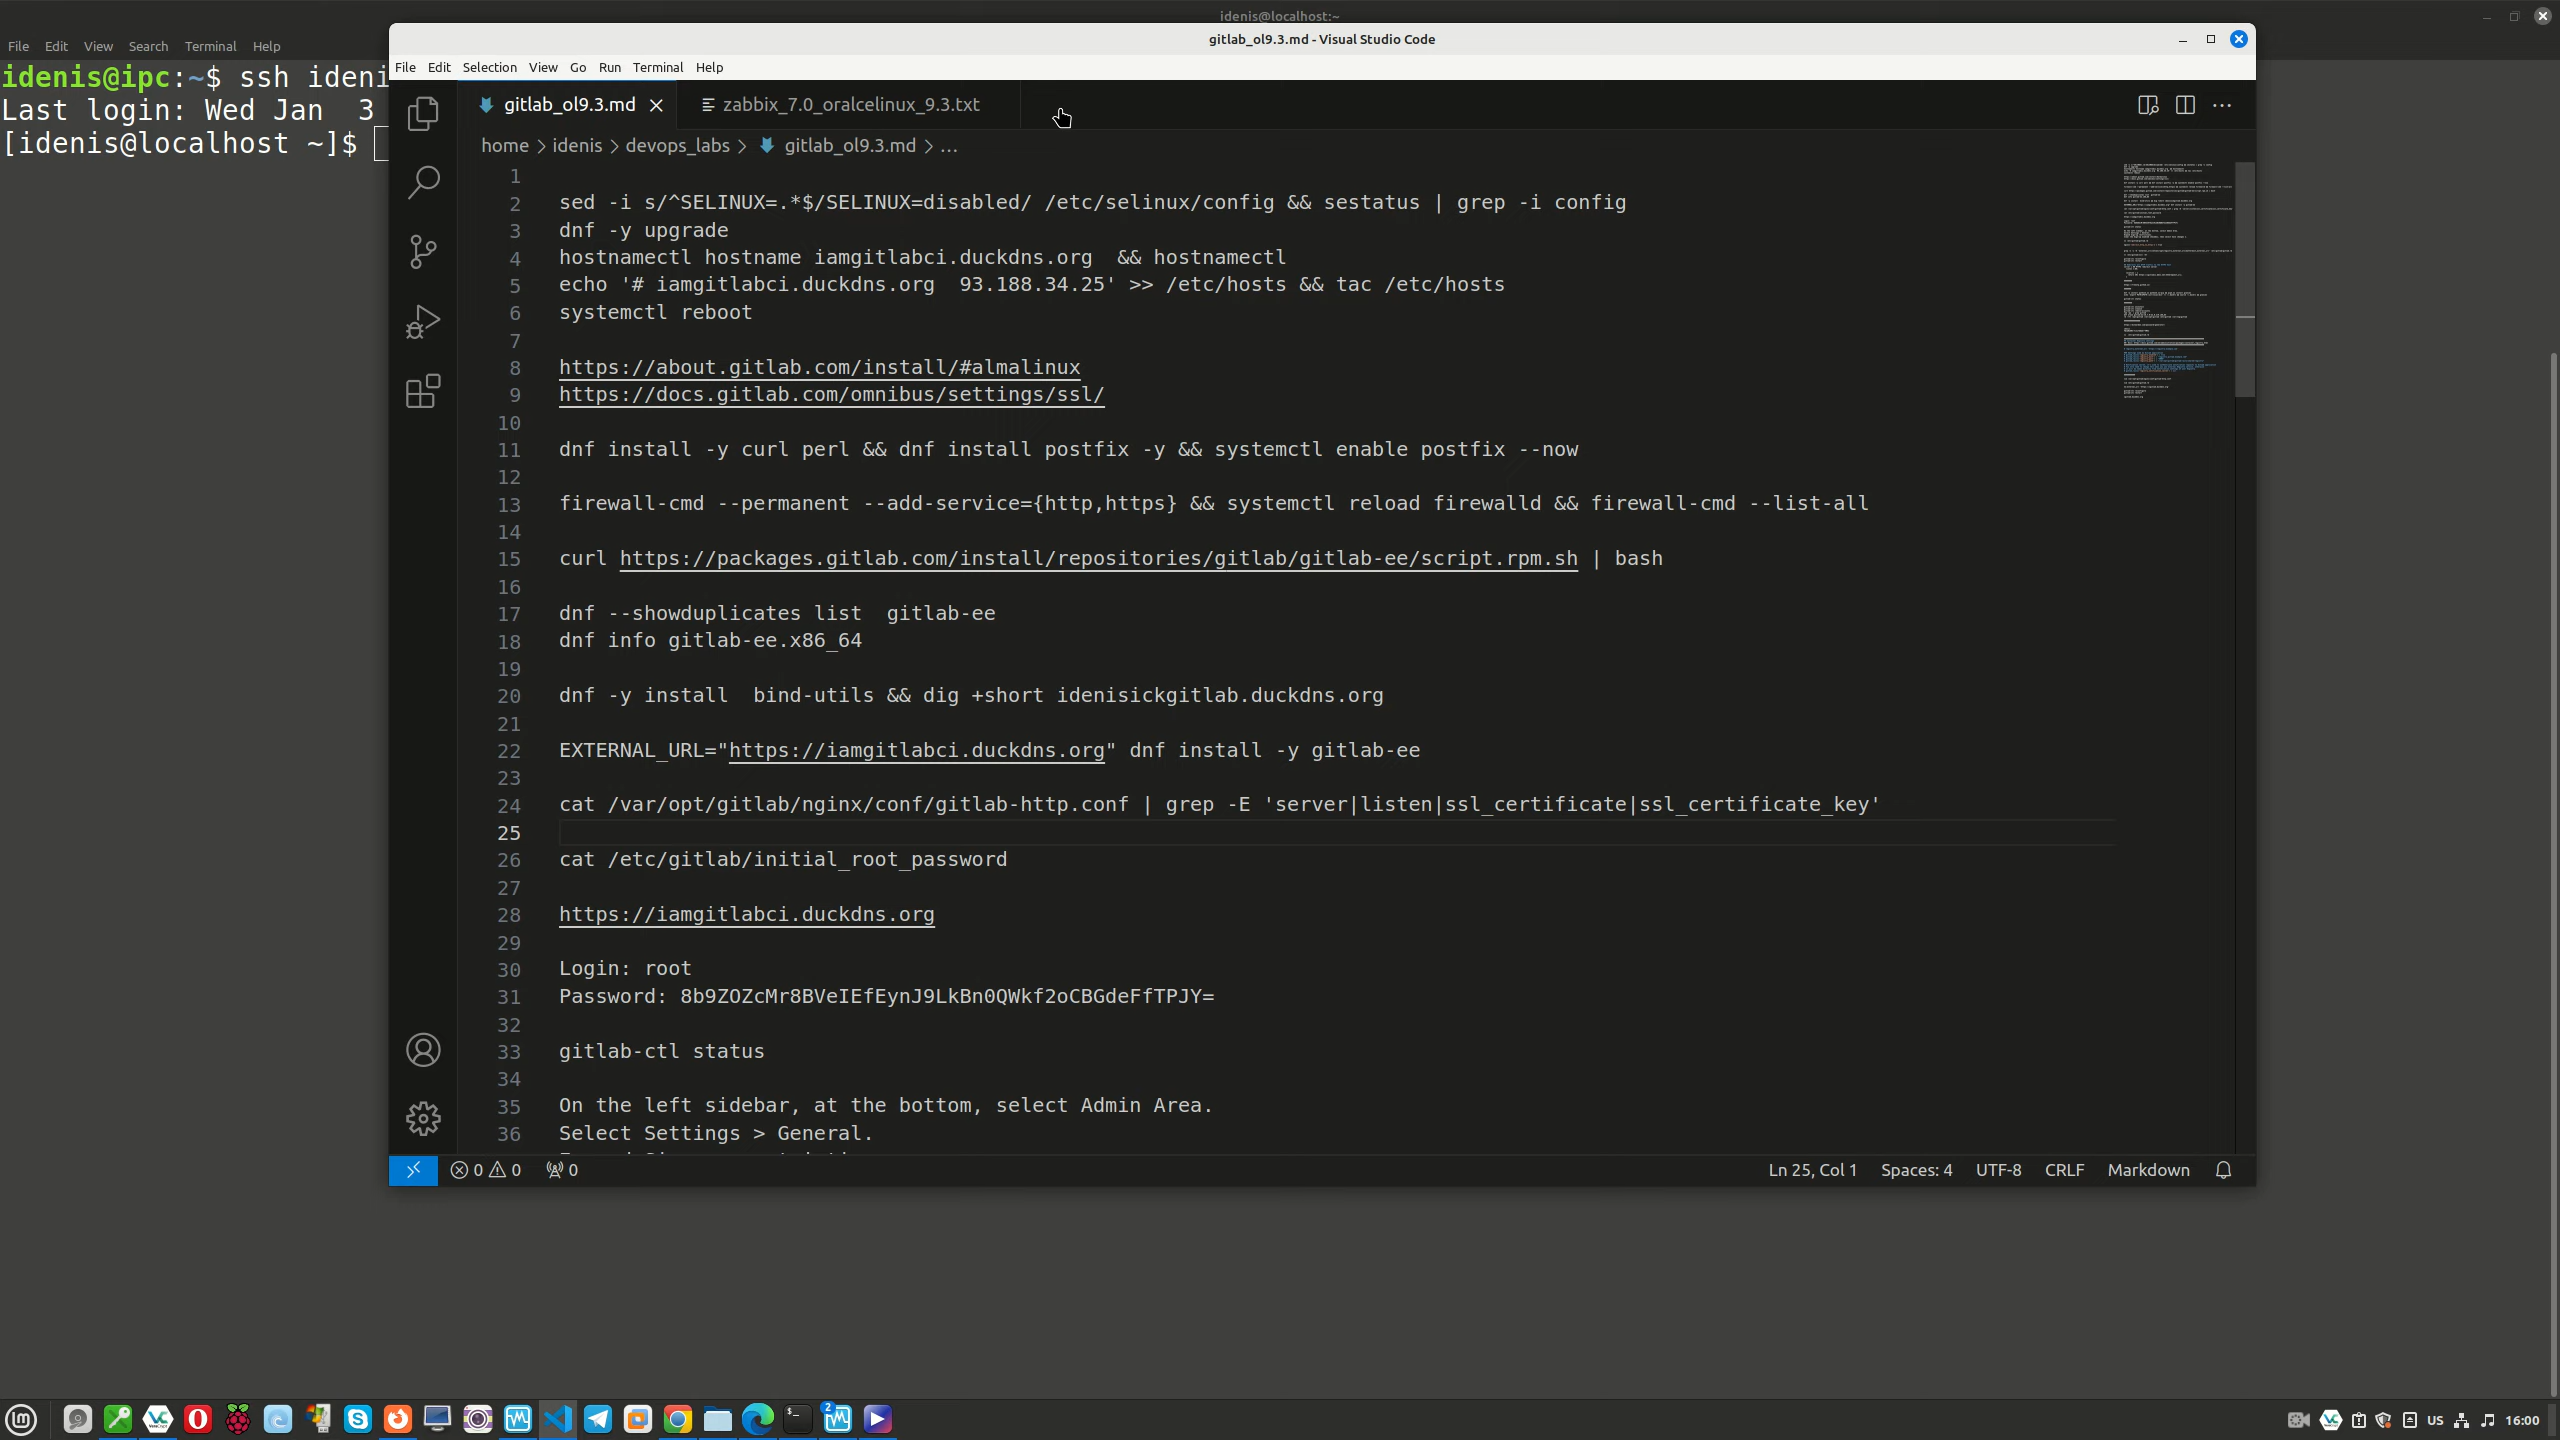 idenis@localhost:~
File Edit View Search Terminal Help
idenis@ipc:~$ ssh ideni
Last login: Wed Jan  3
[idenis@localhost ~]$
gitlab_ol9.3.md - Visual Studio Code
File Edit Selection View Go Run Terminal Help
gitlab_ol9.3.md
zabbix_7.0_oralcelinux_9.3.txt
home > idenis > devops_labs > gitlab_ol9.3.md > ...
1
2 sed -i s/^SELINUX=.*$/SELINUX=disabled/ /etc/selinux/config && sestatus | grep -i config
3 dnf -y upgrade
4 hostnamectl hostname iamgitlabci.duckdns.org  && hostnamectl
5 echo '# iamgitlabci.duckdns.org  93.188.34.25' >> /etc/hosts && tac /etc/hosts
6 systemctl reboot
7
8 https://about.gitlab.com/install/#almalinux
9 https://docs.gitlab.com/omnibus/settings/ssl/
10
11 dnf install -y curl perl && dnf install postfix -y && systemctl enable postfix --now
12
13 firewall-cmd --permanent --add-service={http,https} && systemctl reload firewalld && firewall-cmd --list-all
14
15 curl https://packages.gitlab.com/install/repositories/gitlab/gitlab-ee/script.rpm.sh | bash
16
17 dnf --showduplicates list  gitlab-ee
18 dnf info gitlab-ee.x86_64
19
20 dnf -y install  bind-utils && dig +short idenisickgitlab.duckdns.org
21
22 EXTERNAL_URL="https://iamgitlabci.duckdns.org" dnf install -y gitlab-ee
23
24 cat /var/opt/gitlab/nginx/conf/gitlab-http.conf | grep -E 'server|listen|ssl_certificate|ssl_certificate_key'
25
26 cat /etc/gitlab/initial_root_password
27
28 https://iamgitlabci.duckdns.org
29
30 Login: root
31 Password: 8b9ZOZcMr8BVeIEfEynJ9LkBn0QWkf2oCBGdeFfTPJY=
32
33 gitlab-ctl status
34
35 On the left sidebar, at the bottom, select Admin Area.
36 Select Settings > General.
0 0 0
Ln 25, Col 1 Spaces: 4 UTF-8 CRLF Markdown
2
US 16:00